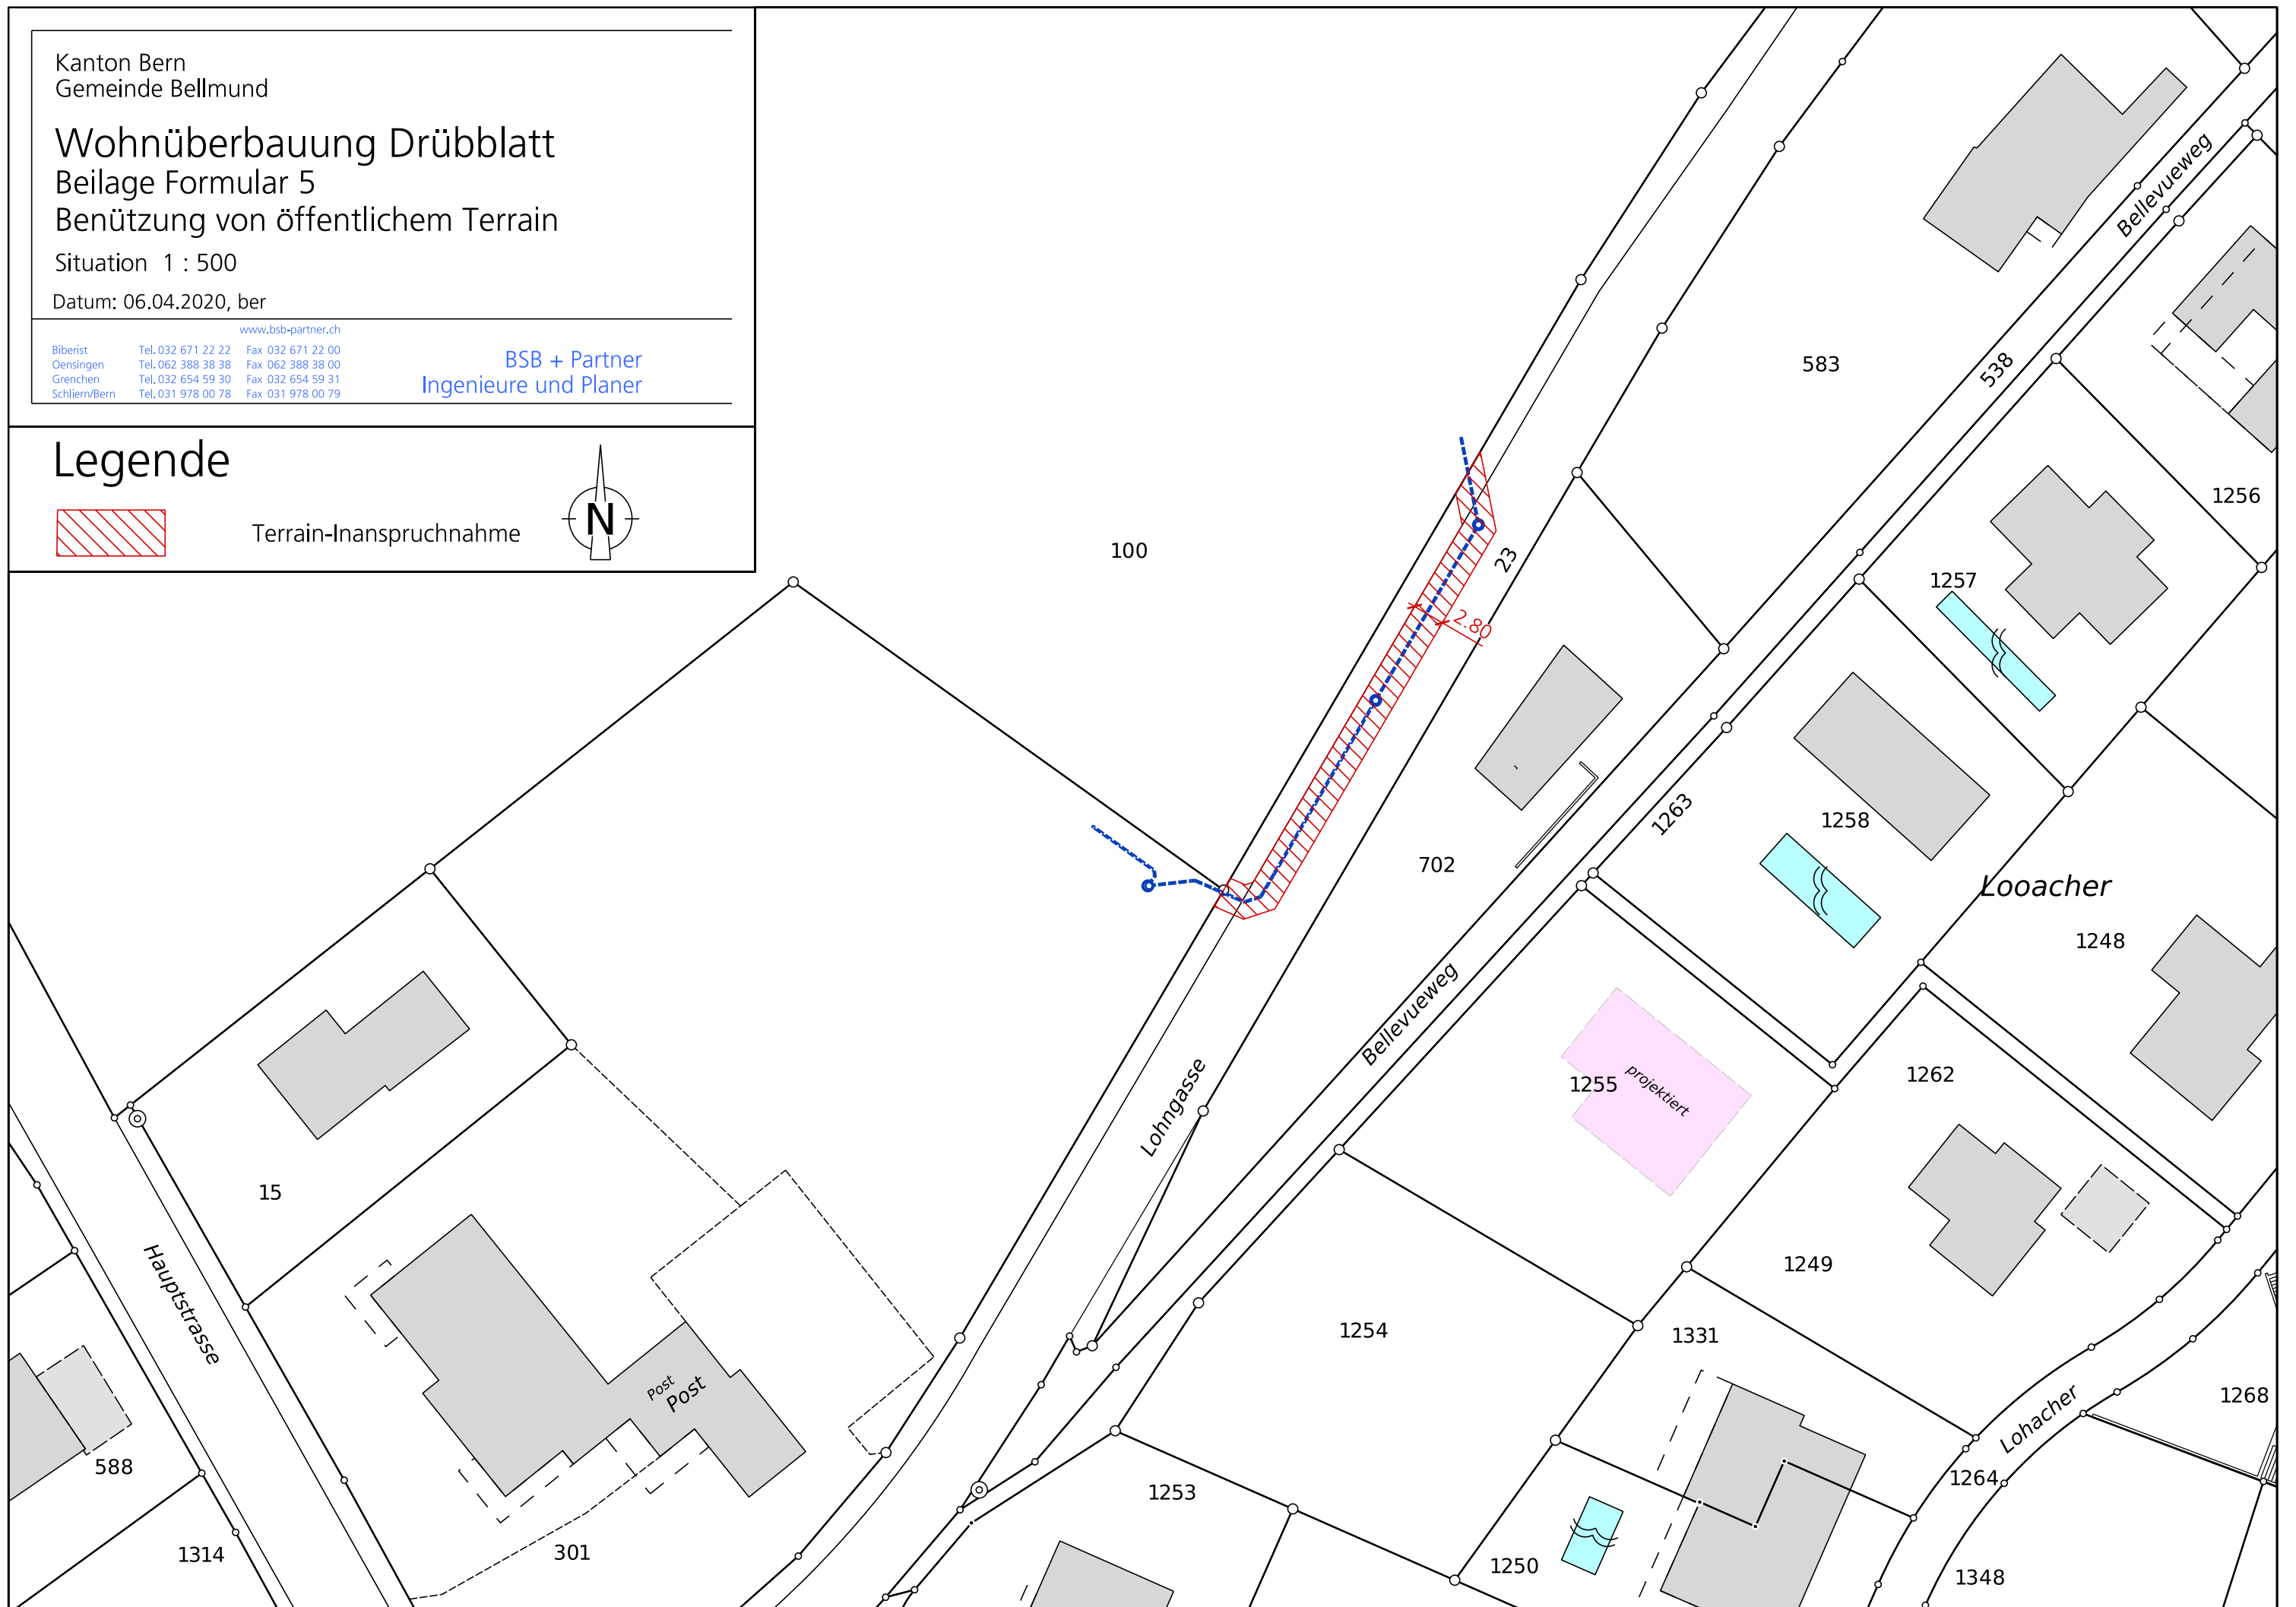 Kanton Bern
Gemeinde Bellmund
Wohnüberbauung Drübblatt
Beilage Formular 5
Benützung von öffentlichem Terrain
Situation 1 : 500
Datum: 06.04.2020, ber
www.bsb-partner.ch
Biberist Tel. 032 671 22 22 Fax 032 671 22 00
Oensingen Tel. 062 388 38 38 Fax 062 388 38 00
Grenchen Tel. 032 654 59 30 Fax 032 654 59 31
Schliern/Bern Tel. 031 978 00 78 Fax 031 978 00 79
BSB + Partner
Ingenieure und Planer
Legende
Terrain-Inanspruchnahme
N
Bellevueweg
583
538
1256
100
23
1257
2.80
1263
1258
702
Looacher
1248
Bellevueweg
1255
projektiert
1262
Lohngasse
15
Hauptstrasse
1249
1254
1331
Post
Post
1268
Lohacher
588
1264
1253
1314
301
1250
1348